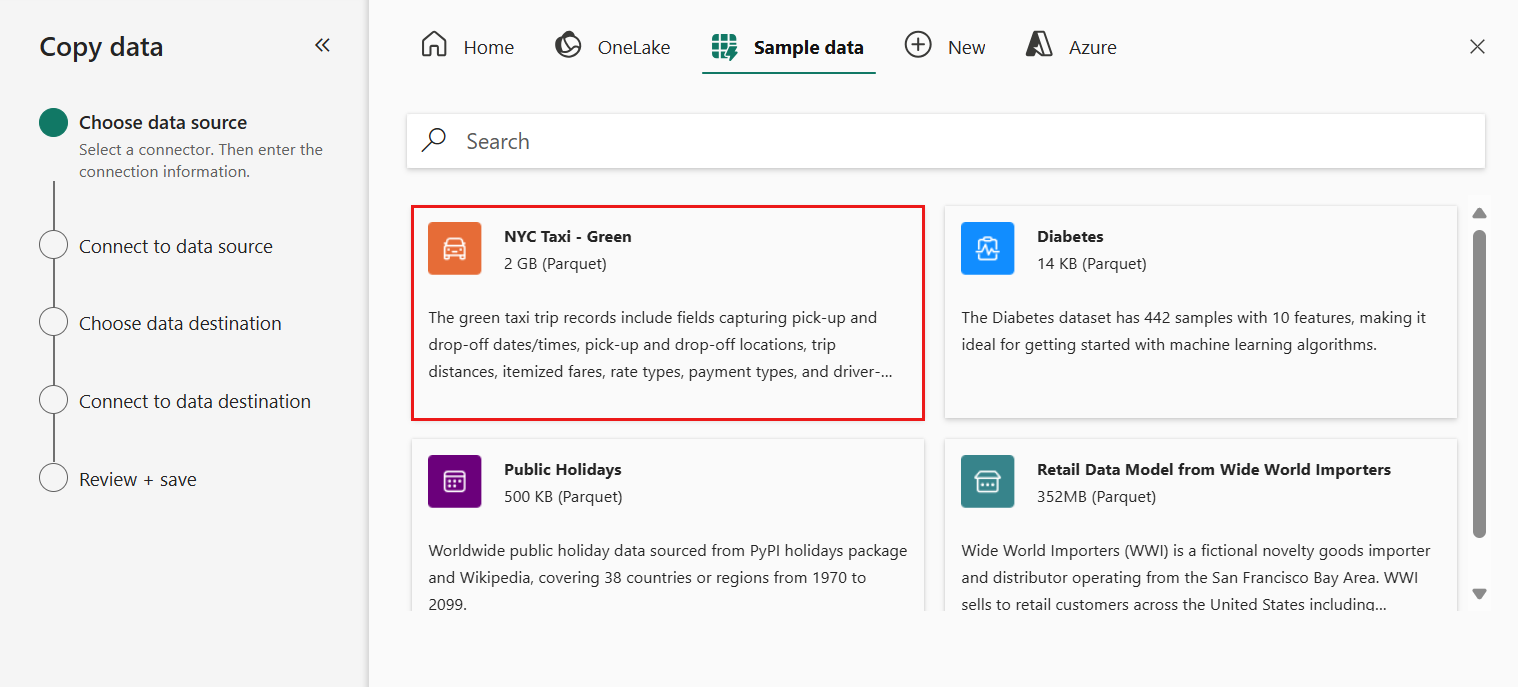 Copy data
Choose data source
Select a connector. Then enter the
connection information.
Connect to data source
Choose data destination
Connect to data destination
Review + save
Home
OneLake
Sample data
New
Azure
Search
NYC Taxi - Green
2 GB (Parquet)
The green taxi trip records include fields capturing pick-up and
drop-off dates/times, pick-up and drop-off locations, trip
distances, itemized fares, rate types, payment types, and driver-...
Diabetes
14 KB (Parquet)
The Diabetes dataset has 442 samples with 10 features, making it
ideal for getting started with machine learning algorithms.
Public Holidays
500 KB (Parquet)
Worldwide public holiday data sourced from PyPI holidays package
and Wikipedia, covering 38 countries or regions from 1970 to
2099.
Retail Data Model from Wide World Importers
352MB (Parquet)
Wide World Importers (WWI) is a fictional novelty goods importer
and distributor operating from the San Francisco Bay Area. WWI
sells to retail customers across the United States including...